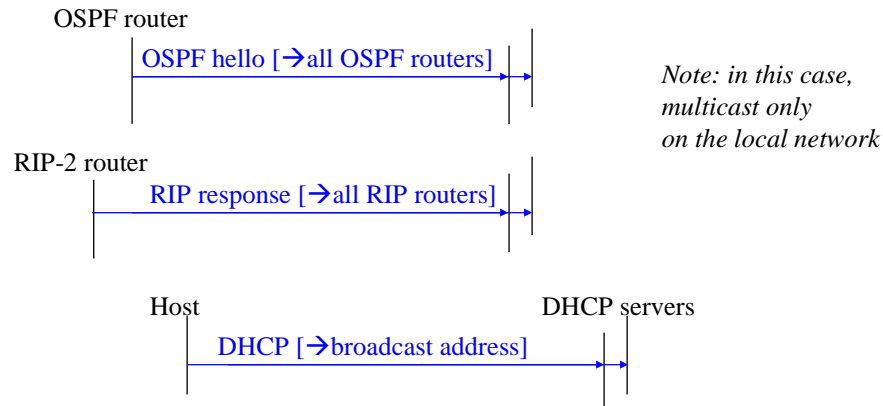 OSPF router
OSPF hello [→all OSPF routers]
Note: in this case,
multicast only
on the local network
RIP-2 router
RIP response [→all RIP routers]
Host
DHCP servers
DHCP [→broadcast address]